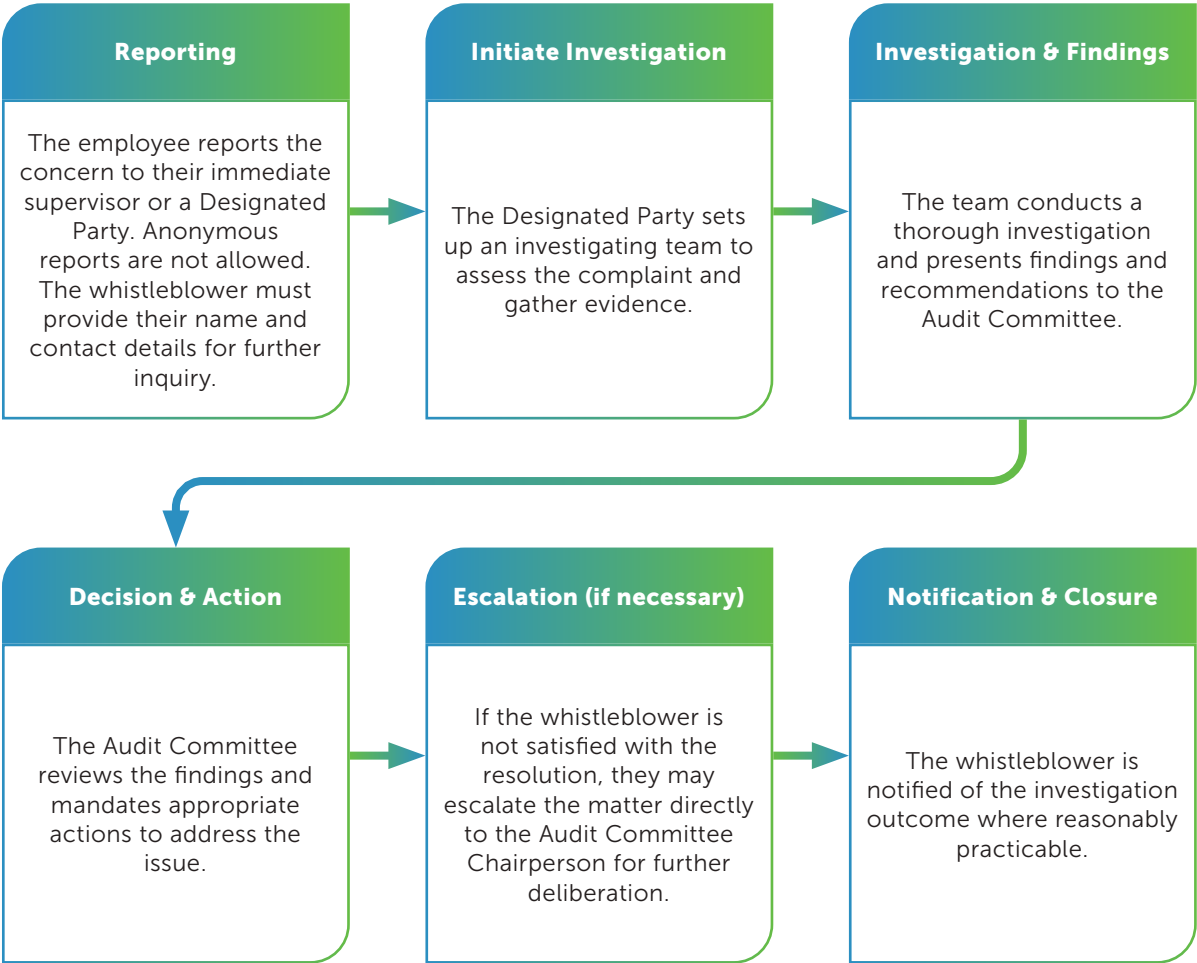 Reporting
The employee reports the
concern to their immediate
supervisor or a Designated
Party. Anonymous
reports are not allowed.
The whistleblower must
provide their name and
contact details for further
inquiry.
Initiate Investigation
The Designated Party sets
up an investigating team to
assess the complaint and
gather evidence.
Investigation & Findings
The team conducts a
thorough investigation
and presents findings and
recommendations to the
Audit Committee.
Decision & Action
The Audit Committee
reviews the findings and
mandates appropriate
actions to address the
issue.
Escalation (if necessary)
If the whistleblower is
not satisfied with the
resolution, they may
escalate the matter directly
to the Audit Committee
Chairperson for further
deliberation.
Notification & Closure
The whistleblower is
notified of the investigation
outcome where reasonably
practicable.